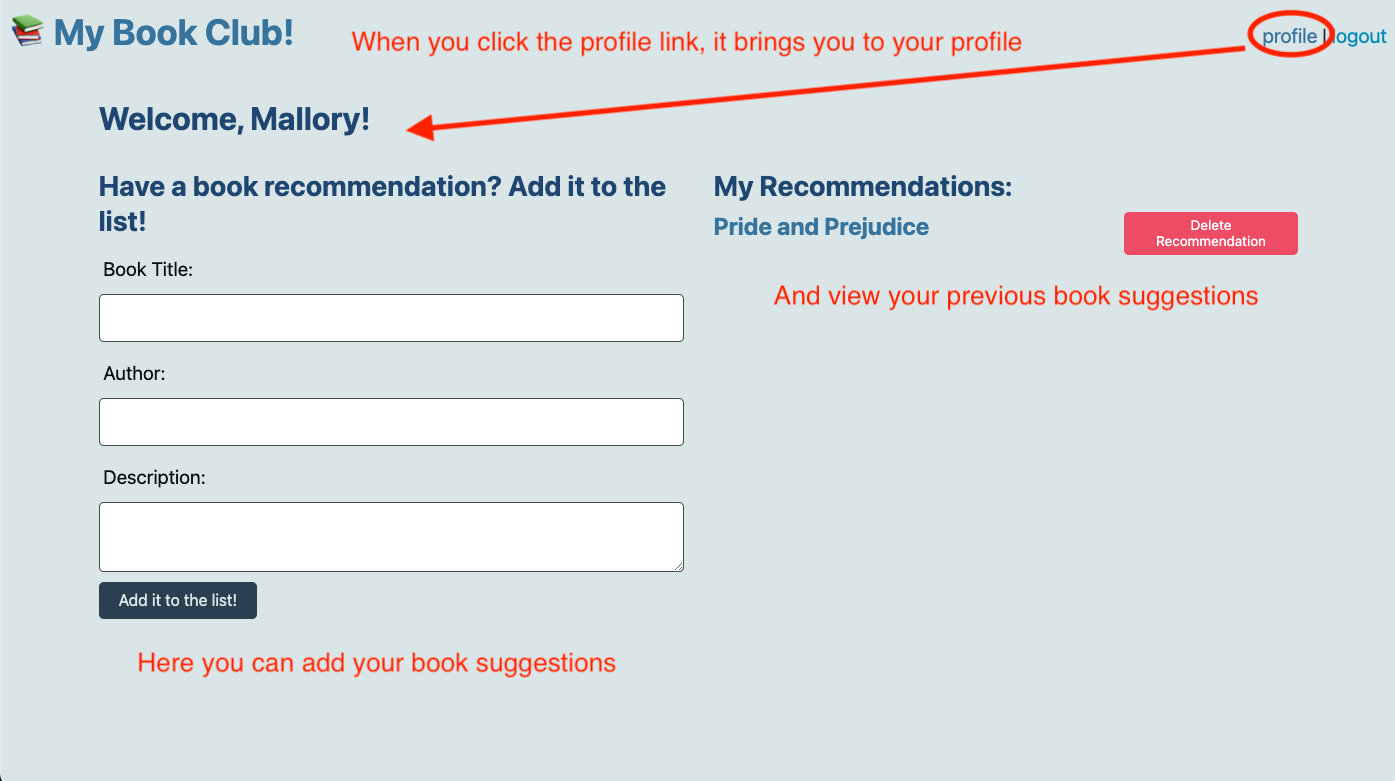 My Book Club!
When you click the profile link, it brings you to your profile
profile | logout
Welcome, Mallory!
Have a book recommendation? Add it to the
list!
Book Title:
Author:
Description:
Add it to the list!
Here you can add your book suggestions
My Recommendations:
Pride and Prejudice
Delete
Recommendation
And view your previous book suggestions